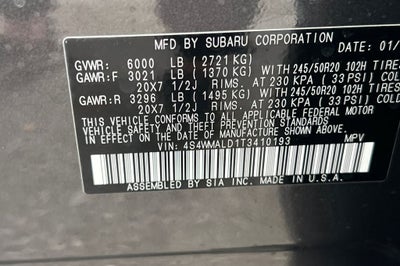 MFD BY SUBARU CORPORATION DATE: 01/
GVWR: 6000 LB (2721 KG)
GAWR:F 3021 LB (1370 KG) WITH 245/50R20 102H TIRES
20X7 1/2J RIMS. AT 230 KPA ( 33 PSI) COLD
GAWR:R 3296 LB (1495 KG) WITH 245/50R20 102H TIRES
20X7 1/2J RIMS. AT 230 KPA ( 33 PSI) COLD
THIS VEHICLE CONFORMS TO ALL APPLICABLE FEDERAL MOTOR
VEHICLE SAFETY AND THEFT PREVENTION STANDARDS
IN EFFECT ON THE DATE OF MANUFACTURE SHOWN ABOVE.
VIN: 4S4WMALD1T3410193 MPV
ASSEMBLED BY SIA INC. MADE IN U.S.A.